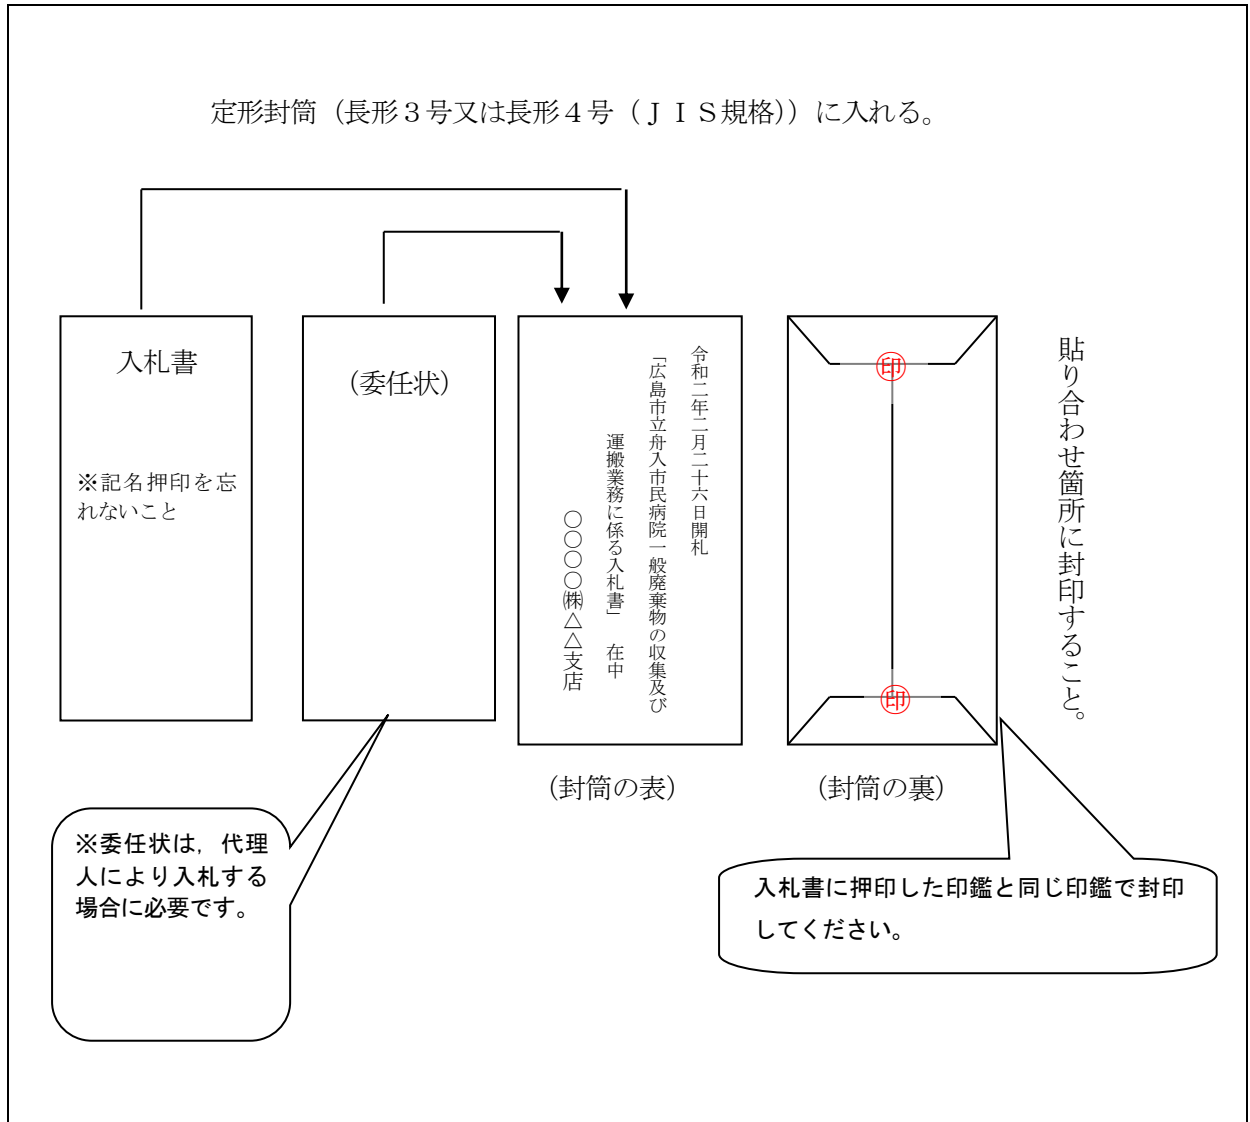 定形封筒（長形３号又は長形４号（ＪＩＳ規格））に入れる。
入札書
※記名押印を忘
れないこと
（委任状）
令和二年二月二十六日開札
「広島市立舟入市民病院一般廃棄物の収集及び
運搬業務に係る入札書」　在中
〇〇〇〇㈱△△支店
印
印
貼り合わせ箇所に封印すること。
（封筒の表）
（封筒の裏）
※委任状は，代理
人により入札する
場合に必要です。
入札書に押印した印鑑と同じ印鑑で封印
してください。